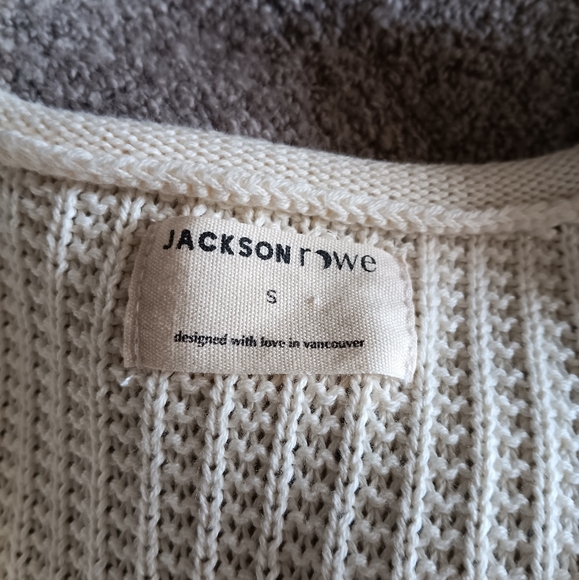 JACKSON rowe
S
designed with love in vancouver